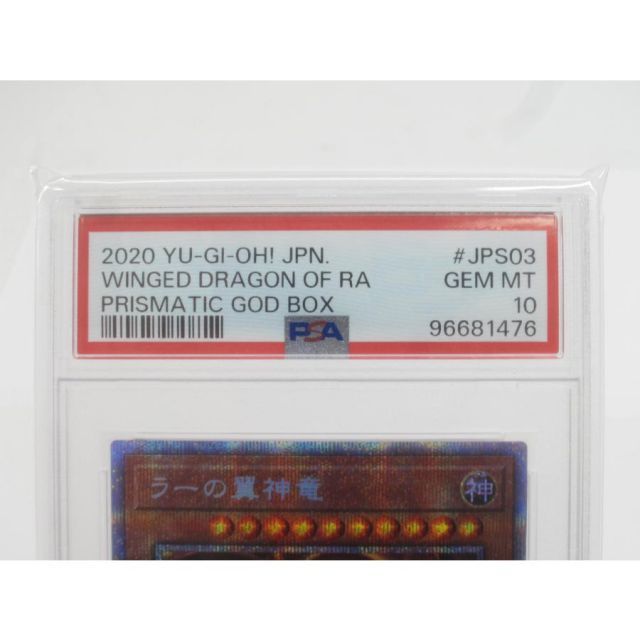 2020 YU-GI-OH! JPN. #JPS03
WINGED DRAGON OF RA GEM MT
PRISMATIC GOD BOX 10
PSA 96681476
ラーの翼神竜 神